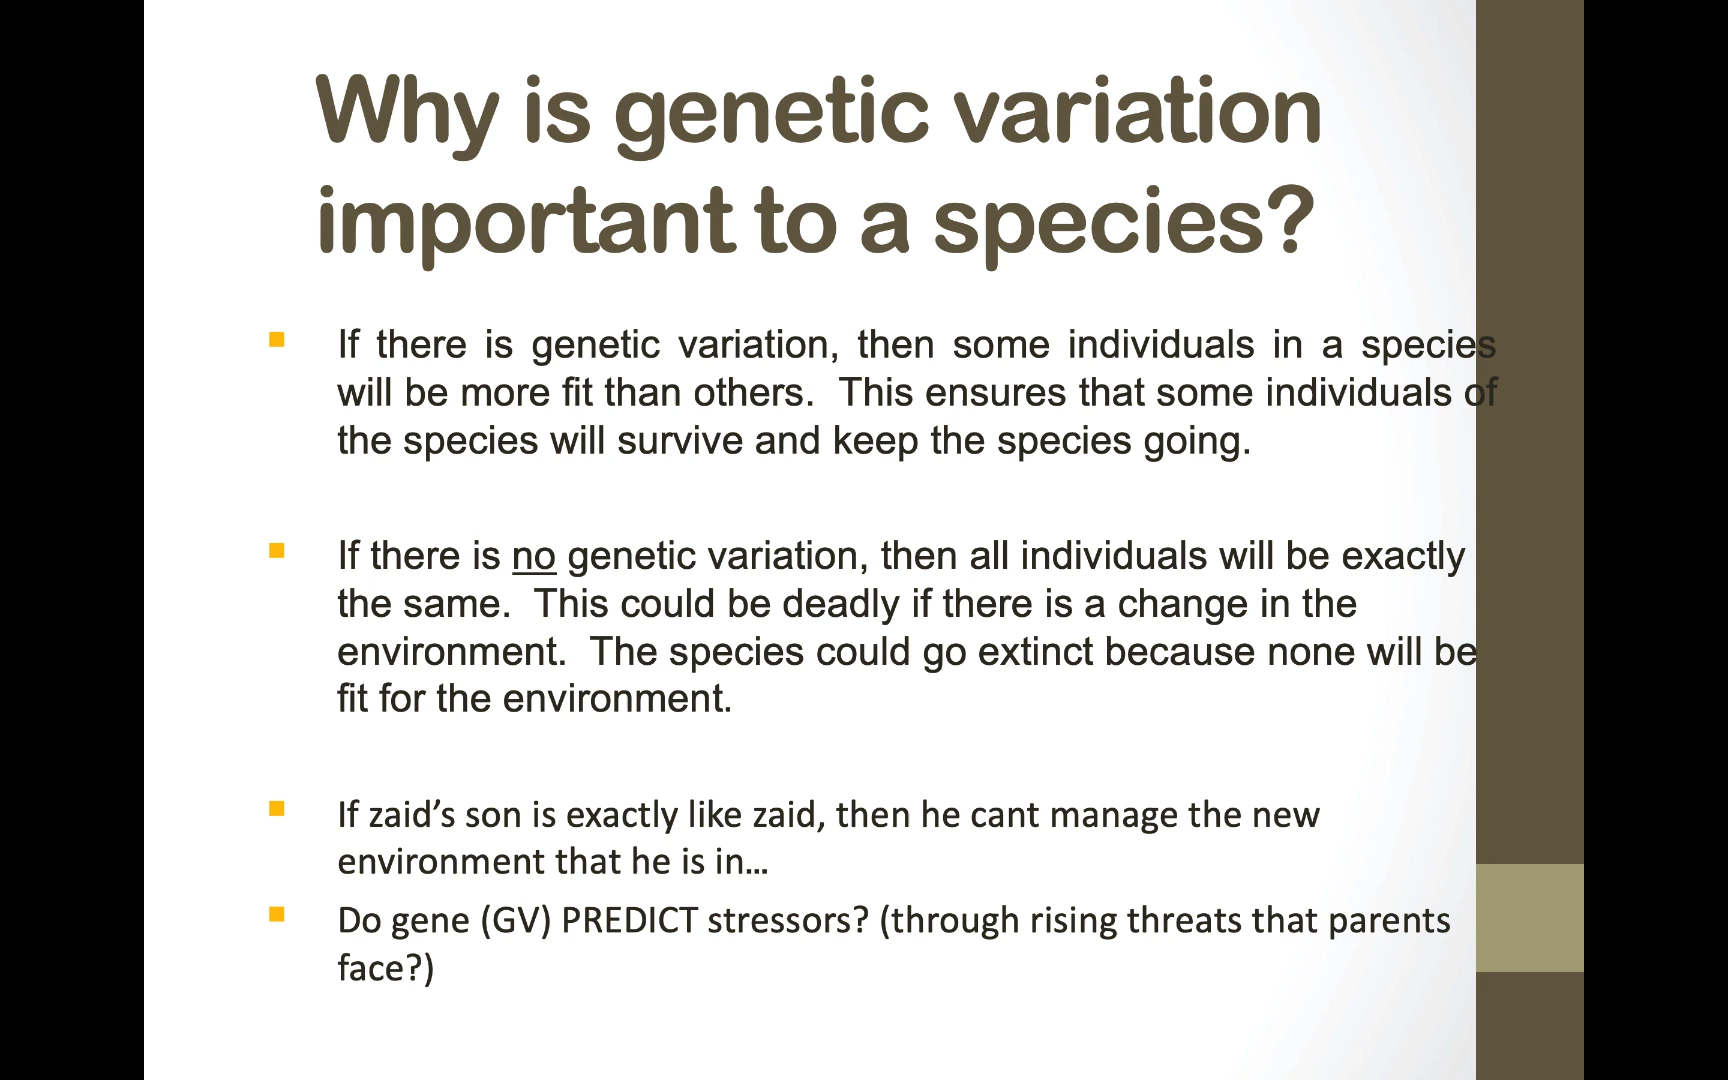 Why is genetic variation
important to a species?
If there is genetic variation, then some individuals in a species
will be more fit than others.  This ensures that some individuals of
the species will survive and keep the species going.
If there is no genetic variation, then all individuals will be exactly
the same.  This could be deadly if there is a change in the
environment.  The species could go extinct because none will be
fit for the environment.
If zaid’s son is exactly like zaid, then he cant manage the new
environment that he is in…
Do gene (GV) PREDICT stressors? (through rising threats that parents
face?)